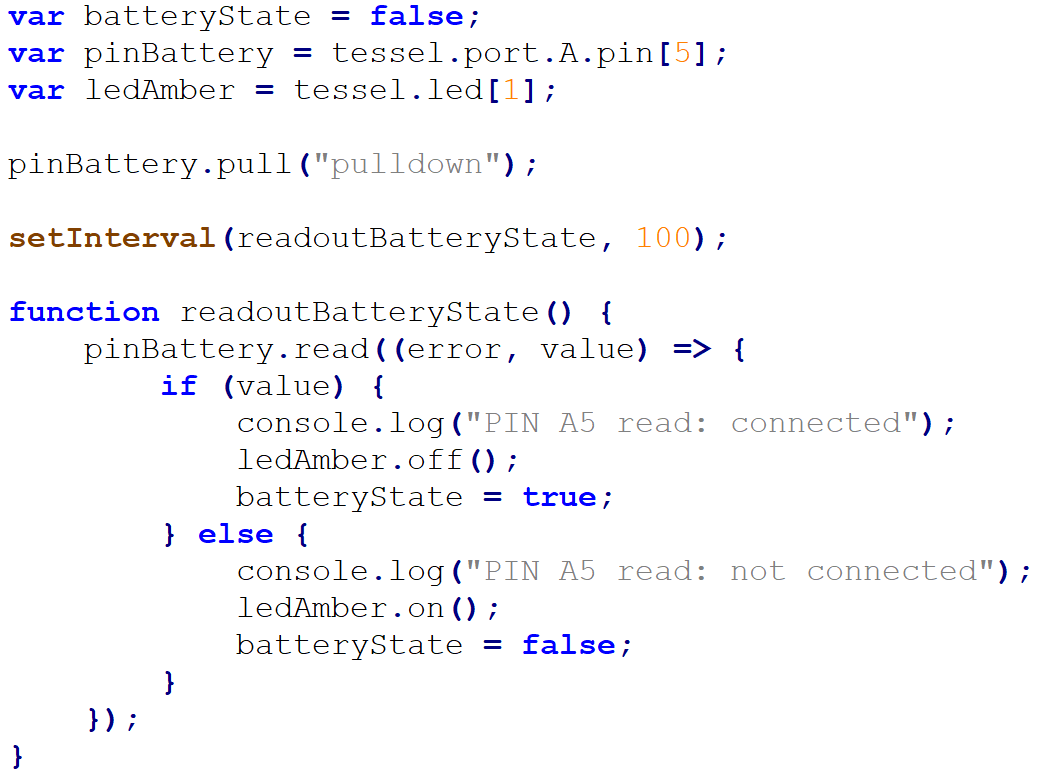 var batteryState = false;
var pinBattery = tessel.port.A.pin[5];
var ledAmber = tessel.led[1];

pinBattery.pull("pulldown");

setInterval(readoutBatteryState, 100);

function readoutBatteryState() {
    pinBattery.read((error, value) => {
        if (value) {
            console.log("PIN A5 read: connected");
            ledAmber.off();
            batteryState = true;
        } else {
            console.log("PIN A5 read: not connected");
            ledAmber.on();
            batteryState = false;
        }
    });
}